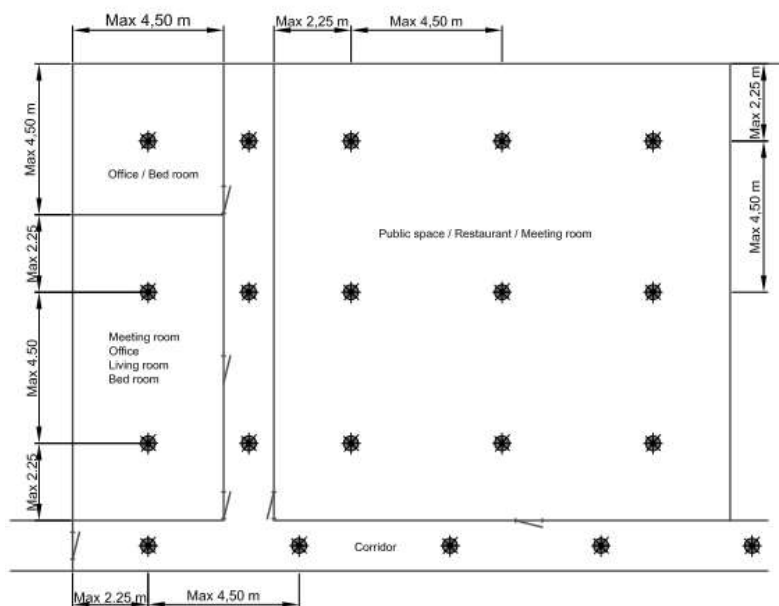 Max 4,50 m
Max 2,25 m
Max 4,50 m
Max 4,50 m
Max 2,25 m
Office / Bed room
Max 2.25
Public space / Restaurant / Meeting room
Max 4,50 m
Max 4.50
Meeting room
Office
Living room
Bed room
Max 2.25
Corridor
Max 2.25 m
Max 4,50 m